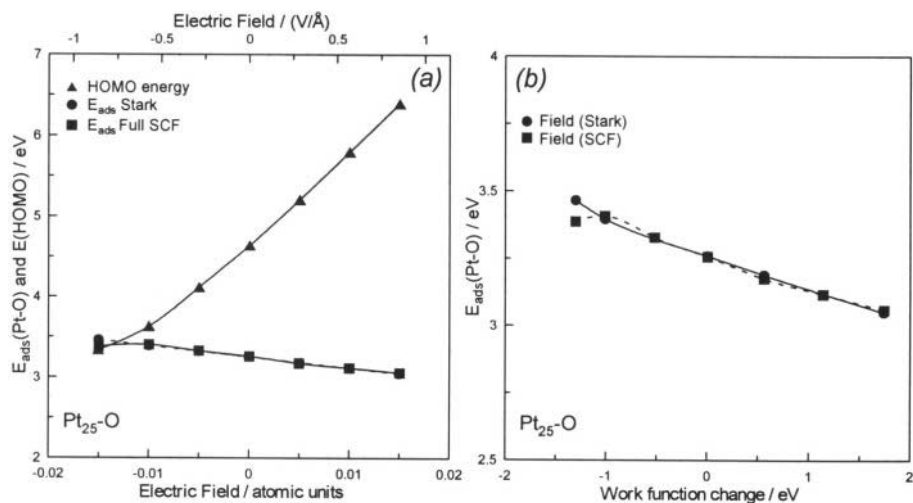 Electric Field / (V/Å)
-1 -0.5 0 0.5 1
7
6
5
4
3
2
E_ads(Pt-O) and E(HOMO) / eV
(a)
HOMO energy
E_ads Stark
E_ads Full SCF
Pt25-O
-0.02 -0.01 0 0.01 0.02
Electric Field / atomic units
4
3.5
3
2.5
E_ads(Pt-O) / eV
(b)
Field (Stark)
Field (SCF)
Pt25-O
-2 -1 0 1 2
Work function change / eV